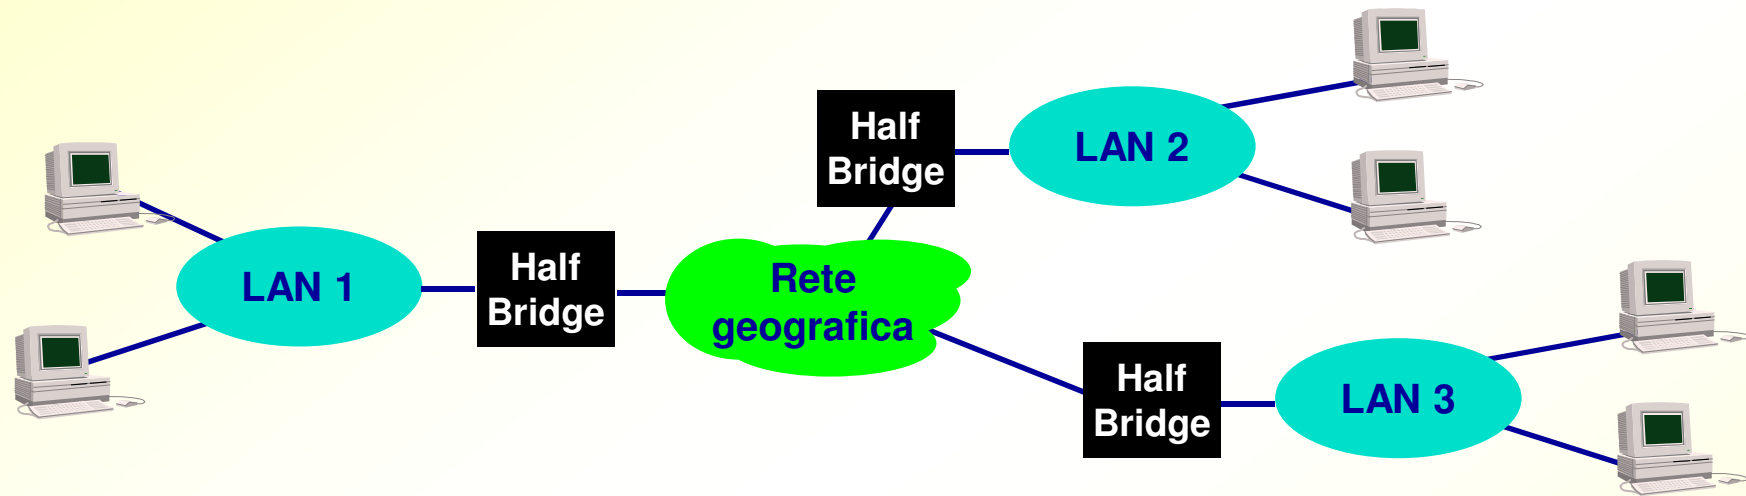 LAN 1
Half
Bridge
Rete
geografica
Half
Bridge
LAN 2
Half
Bridge
LAN 3